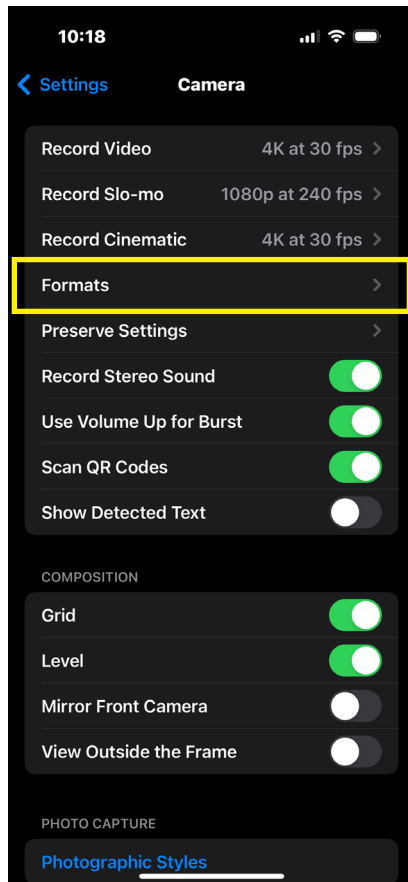 10:18
Settings
Camera
Record Video 4K at 30 fps
Record Slo-mo 1080p at 240 fps
Record Cinematic 4K at 30 fps
Formats
Preserve Settings
Record Stereo Sound
Use Volume Up for Burst
Scan QR Codes
Show Detected Text
COMPOSITION
Grid
Level
Mirror Front Camera
View Outside the Frame
PHOTO CAPTURE
Photographic Styles